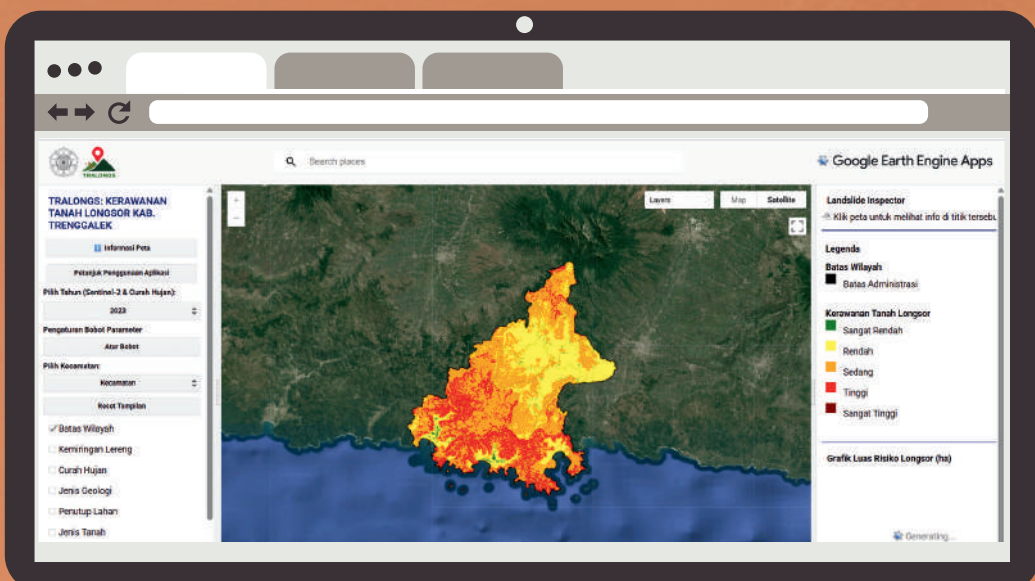 TRALONGS
Search places
Google Earth Engine Apps
TRALONGS: KERAWANAN
TANAH LONGSOR KAB.
TRENGGALEK
Informasi Peta
Petunjuk Penggunaan Aplikasi
Pilih Tahun (Sentinel-2 & Curah Hujan):
2023
Pengaturan Bobot Parameter
Atur Bobot
Pilih Kecamatan:
Kecamatan
Reset Tampilan
Batas Wilayah
Kemiringan Lereng
Curah Hujan
Jenis Geologi
Penutup Lahan
Jenis Tanah
+
−
Layers
Map
Satellite
Landslide Inspector
Klik peta untuk melihat info di titik tersebu
Legenda
Batas Wilayah
Batas Administrasi
Kerawanan Tanah Longsor
Sangat Rendah
Rendah
Sedang
Tinggi
Sangat Tinggi
Grafik Luas Risiko Longsor (ha)
Generating...